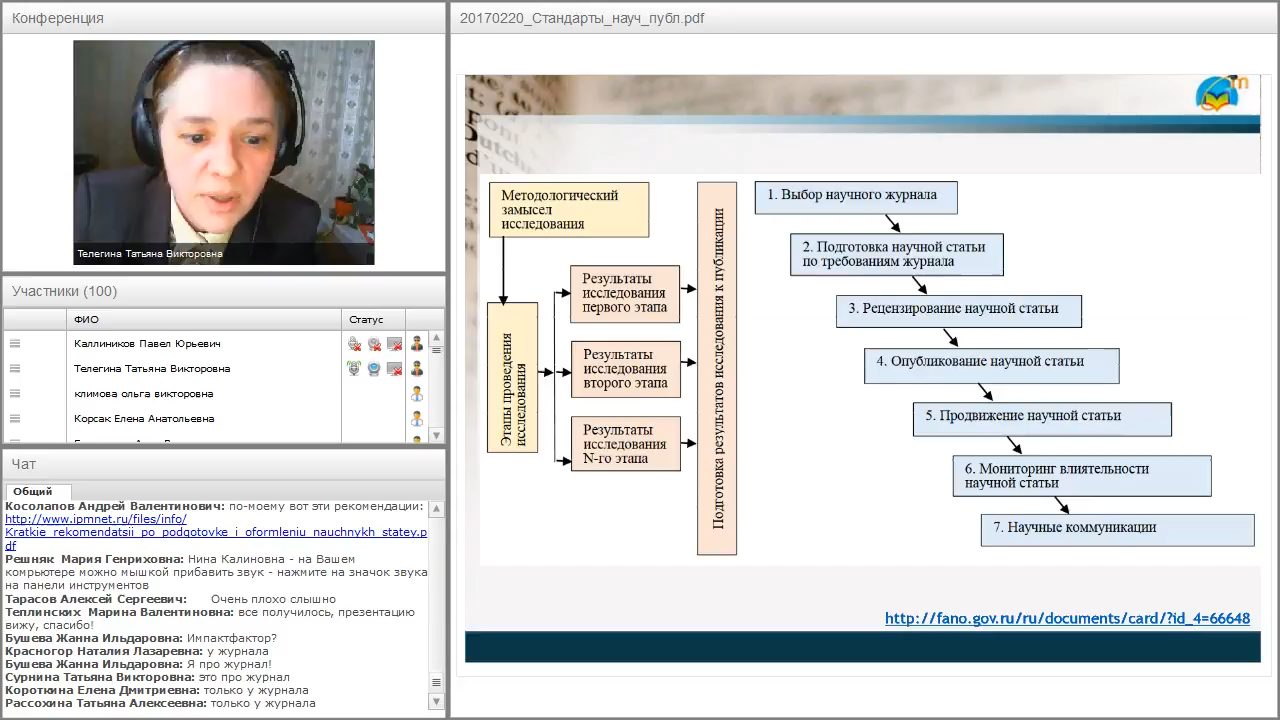 Конференция
Телегина Татьяна Викторовна
Участники (100)
ФИО
Статус
Каллиников Павел Юрьевич
Телегина Татьяна Викторовна
климова ольга викторовна
Корсак Елена Анатольевна
Чат
Общий
Косолапов Андрей Валентинович: по-моему вот эти рекомендации:
http://www.ipmnet.ru/files/info/
Kratkie_rekomendatsii_po_podgotovke_i_oformleniu_nauchnykh_statey.p
df
Решняк Мария Генриховна: Нина Калиновна - на Вашем
компьютере можно мышкой прибавить звук - нажмите на значок звука
на панели инструментов
Тарасов Алексей Сергеевич: Очень плохо слышно
Теплинских Марина Валентиновна: все получилось, презентацию
вижу, спасибо!
Бушева Жанна Ильдаровна: Импактфактор?
Красногор Наталия Лазаревна: у журнала
Бушева Жанна Ильдаровна: Я про журнал!
Сурнина Татьяна Викторовна: это про журнал
Короткина Елена Дмитриевна: только у журнала
Рассохина Татьяна Алексеевна: только у журнала
20170220_Стандарты_науч_публ.pdf
Методологический
замысел
исследования
Этапы проведения
исследования
Результаты
исследования
первого этапа
Результаты
исследования
второго этапа
Результаты
исследования
N-го этапа
Подготовка результатов исследования к публикации
1. Выбор научного журнала
2. Подготовка научной статьи
по требованиям журнала
3. Рецензирование научной статьи
4. Опубликование научной статьи
5. Продвижение научной статьи
6. Мониторинг влиятельности
научной статьи
7. Научные коммуникации
http://fano.gov.ru/ru/documents/card/?id_4=66648